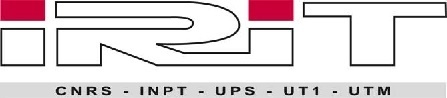 iRiT
CNRS - INPT - UPS - UT1 - UTM